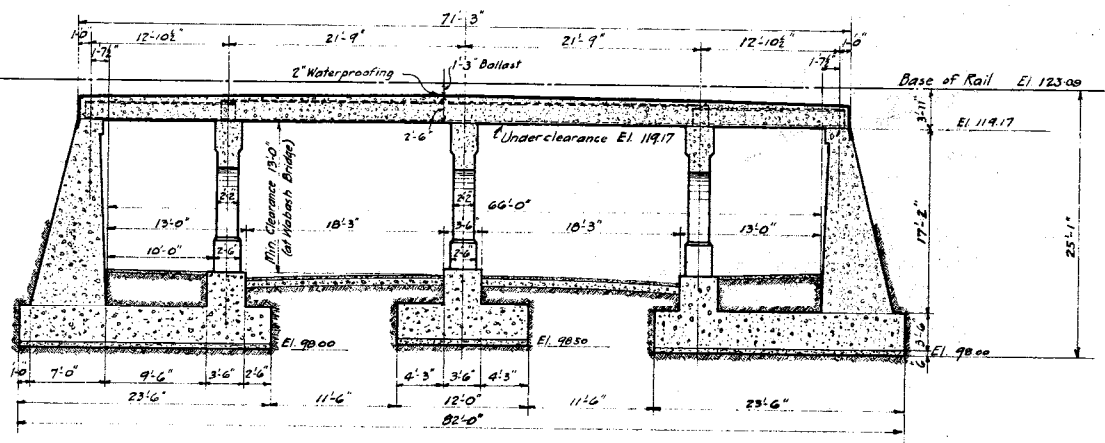 71'-3"
1'-0 12'-10½" 21'-9" 21'-9" 12'-10½" 1'-0"
1'-7½" 1'-7½"
1'-3" Ballast
2" Waterproofing
Base of Rail El. 123.09
3'-11"
El. 119.17
2'-6" Underclearance El. 119.17
Min. Clearance 13'-0"
(at Wabash Bridge)
2'-2" 2'-2" 2'-2"
66'-0"
13'-0" 18'-3" 3'-6 18'-3" 13'-0"
10'-0" 2'-6" 2'-6"
17'-2"
25'-1"
El. 98.00 El. 98.50 El. 98.00
3'-6"
6"
1'-0 7'-0" 9'-6" 3'-6" 2'-6" 4'-3" 3'-6" 4'-3"
23'-6" 11'-6" 12'-0" 11'-6" 23'-6"
82'-0"